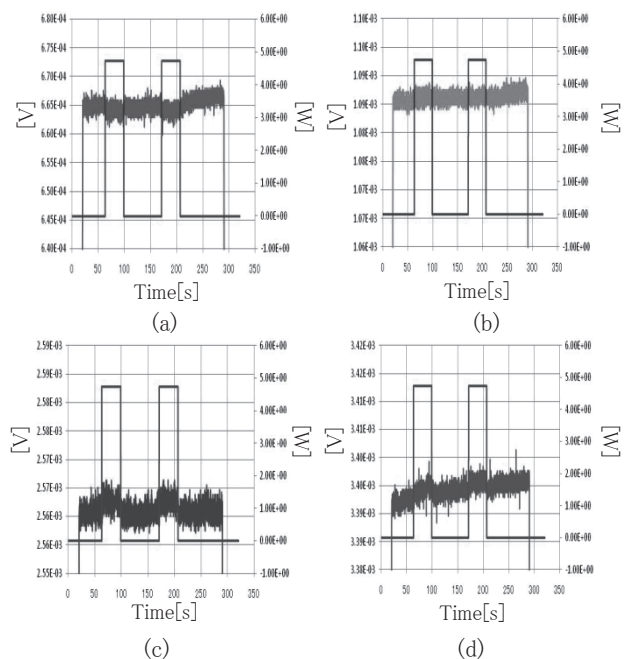 6.80E-04
6.75E-04
6.70E-04
6.65E-04
6.60E-04
6.55E-04
6.50E-04
6.45E-04
6.40E-04
[V]
6.00E+00
5.00E+00
4.00E+00
3.00E+00
2.00E+00
1.00E+00
0.00E+00
-1.00E+00
[W]
0 50 100 150 200 250 300 350
Time[s]
(a)
1.10E-03
1.10E-03
1.09E-03
1.09E-03
1.08E-03
1.08E-03
1.07E-03
1.07E-03
1.06E-03
[V]
6.00E+00
5.00E+00
4.00E+00
3.00E+00
2.00E+00
1.00E+00
0.00E+00
-1.00E+00
[W]
0 50 100 150 200 250 300 350
Time[s]
(b)
2.59E-03
2.59E-03
2.58E-03
2.58E-03
2.57E-03
2.57E-03
2.56E-03
2.56E-03
2.55E-03
[V]
6.00E+00
5.00E+00
4.00E+00
3.00E+00
2.00E+00
1.00E+00
0.00E+00
-1.00E+00
[W]
0 50 100 150 200 250 300 350
Time[s]
(c)
3.42E-03
3.42E-03
3.41E-03
3.41E-03
3.40E-03
3.40E-03
3.39E-03
3.39E-03
3.38E-03
[V]
6.00E+00
5.00E+00
4.00E+00
3.00E+00
2.00E+00
1.00E+00
0.00E+00
-1.00E+00
[W]
0 50 100 150 200 250 300 350
Time[s]
(d)